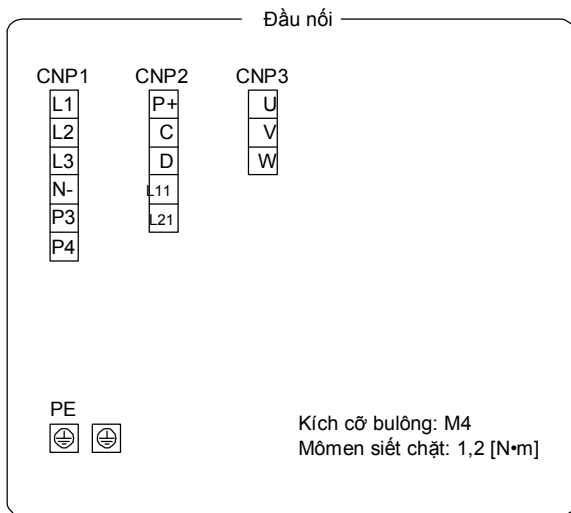 Đầu nối
CNP1
L1
L2
L3
N-
P3
P4
CNP2
P+
C
D
L11
L21
CNP3
U
V
W
PE
Kích cỡ bulông: M4
Mômen siết chặt: 1,2 [N•m]